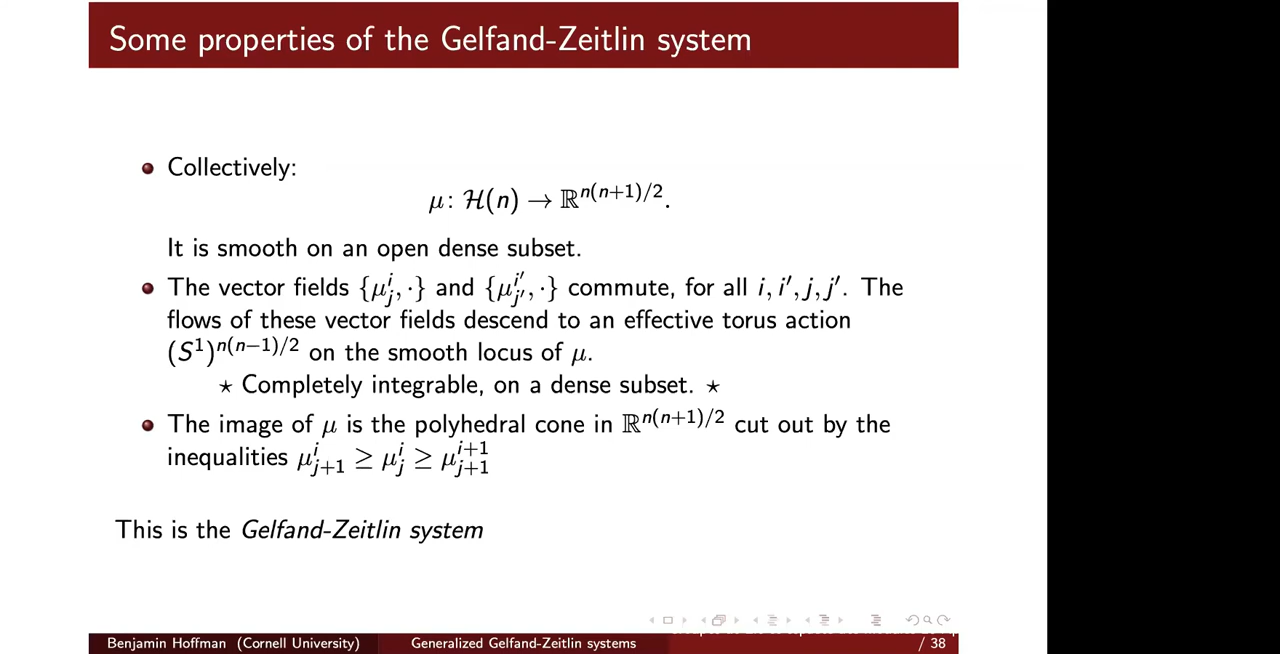 Some properties of the Gelfand-Zeitlin system
Collectively:
μ: ℋ(n) → ℝ^{n(n+1)/2}.
It is smooth on an open dense subset.
The vector fields {μ^i_j, ·} and {μ^{i′}_{j′}, ·} commute, for all i, i′, j, j′. The
flows of these vector fields descend to an effective torus action
(S^1)^{n(n−1)/2} on the smooth locus of μ.
⋆ Completely integrable, on a dense subset. ⋆
The image of μ is the polyhedral cone in ℝ^{n(n+1)/2} cut out by the
inequalities μ^i_{j+1} ≥ μ^i_j ≥ μ^{i+1}_{j+1}
This is the Gelfand-Zeitlin system
Benjamin Hoffman (Cornell University) Generalized Gelfand-Zeitlin systems / 38